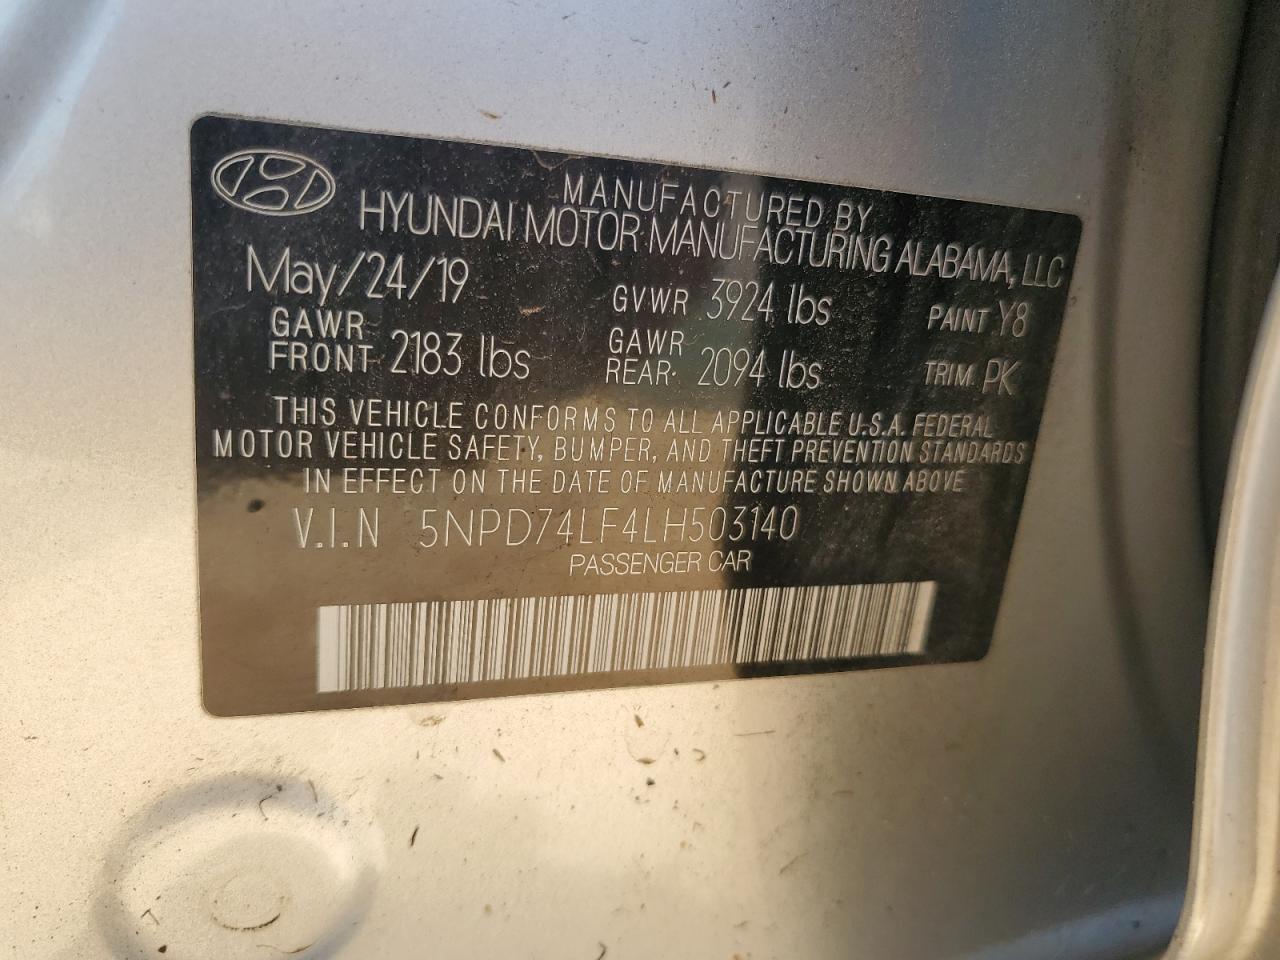 MANUFACTURED BY
HYUNDAI MOTOR MANUFACTURING ALABAMA, LLC
May/24/19 GVWR 3924 lbs PAINT Y8
GAWR FRONT 2183 lbs GAWR REAR 2094 lbs TRIM PK
THIS VEHICLE CONFORMS TO ALL APPLICABLE U.S.A. FEDERAL
MOTOR VEHICLE SAFETY, BUMPER, AND THEFT PREVENTION STANDARDS
IN EFFECT ON THE DATE OF MANUFACTURE SHOWN ABOVE
V.I.N 5NPD74LF4LH503140
PASSENGER CAR